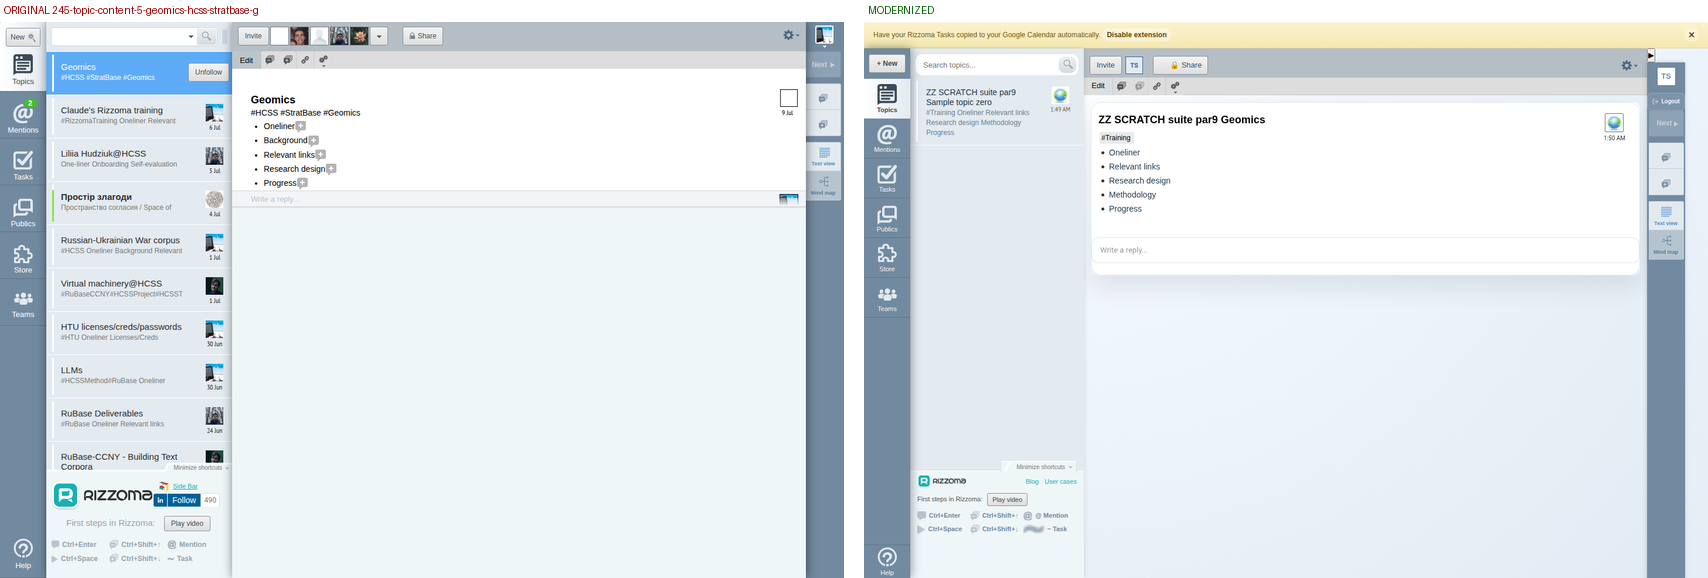 ORIGINAL 245-topic-content-5-geomics-hcss-stratbase-g
New
Topics
2
Mentions
Tasks
Publics
Store
Teams
Help
Geomics
#HCSS #StratBase #Geomics
Unfollow
Claude's Rizzoma training
#RizzomaTraining Oneliner Relevant
6 Jul
Liliia Hudziuk@HCSS
One-liner Onboarding Self-evaluation
5 Jul
Простір злагоди
Пространство согласия / Space of
4 Jul
Russian-Ukrainian War corpus
#HCSS Oneliner Background Relevant
1 Jul
Virtual machinery@HCSS
#RuBaseCCNY#HCSSProject#HCSST
1 Jul
HTU licenses/creds/passwords
#HTU Oneliner Licenses/Creds
30 Jun
LLMs
#HCSSMethod#RuBase Oneliner
30 Jun
RuBase Deliverables
#RuBase Oneliner Relevant links
24 Jun
RuBase-CCNY - Building Text
Corpora
Minimize shortcuts
RIZZOMA
Side Bar
in Follow 490
First steps in Rizzoma: Play video
Ctrl+Enter Ctrl+Shift+↑ @ Mention
Ctrl+Space Ctrl+Shift+↓ ~ Task
Invite
Share
Edit
Geomics
#HCSS #StratBase #Geomics
9 Jul
• Oneliner
• Background
• Relevant links
• Research design
• Progress
Write a reply...
Next
Text view
Mind map
MODERNIZED
Have your Rizzoma Tasks copied to your Google Calendar automatically. Disable extension ×
+ New
Topics
Mentions
Tasks
Publics
Store
Teams
Help
Search topics...
ZZ SCRATCH suite par9
Sample topic zero
#Training Oneliner Relevant links
Research design Methodology
Progress
1:49 AM
Minimize shortcuts
RIZZOMA
Blog User cases
First steps in Rizzoma: Play video
Ctrl+Enter Ctrl+Shift+↑ @ @ Mention
Ctrl+Space Ctrl+Shift+↓ ~ Task
Invite TS Share
Edit
ZZ SCRATCH suite par9 Geomics
#Training
1:50 AM
• Oneliner
• Relevant links
• Research design
• Methodology
• Progress
Write a reply...
TS
Logout
Next
Text view
Mind map